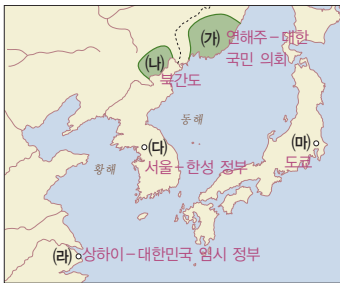 (가) 연해주-대한
국민 의회
(나)
북간도
동해
(다)
서울-한성 정부
(마)
도쿄
황해
(라) 상하이-대한민국 임시 정부